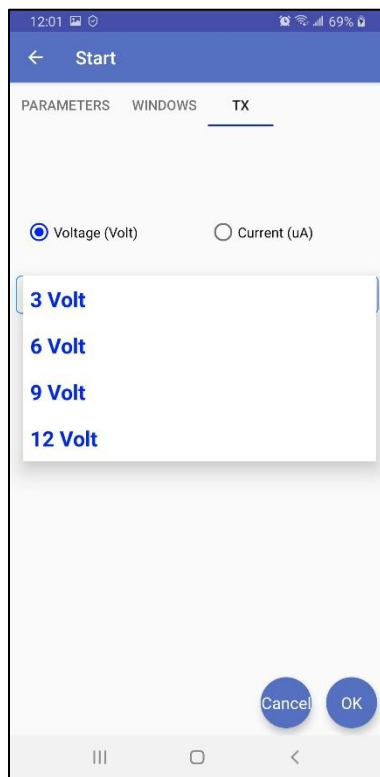 12:01 69%
Start
PARAMETERS WINDOWS TX
Voltage (Volt) Current (uA)
3 Volt
6 Volt
9 Volt
12 Volt
Cancel OK